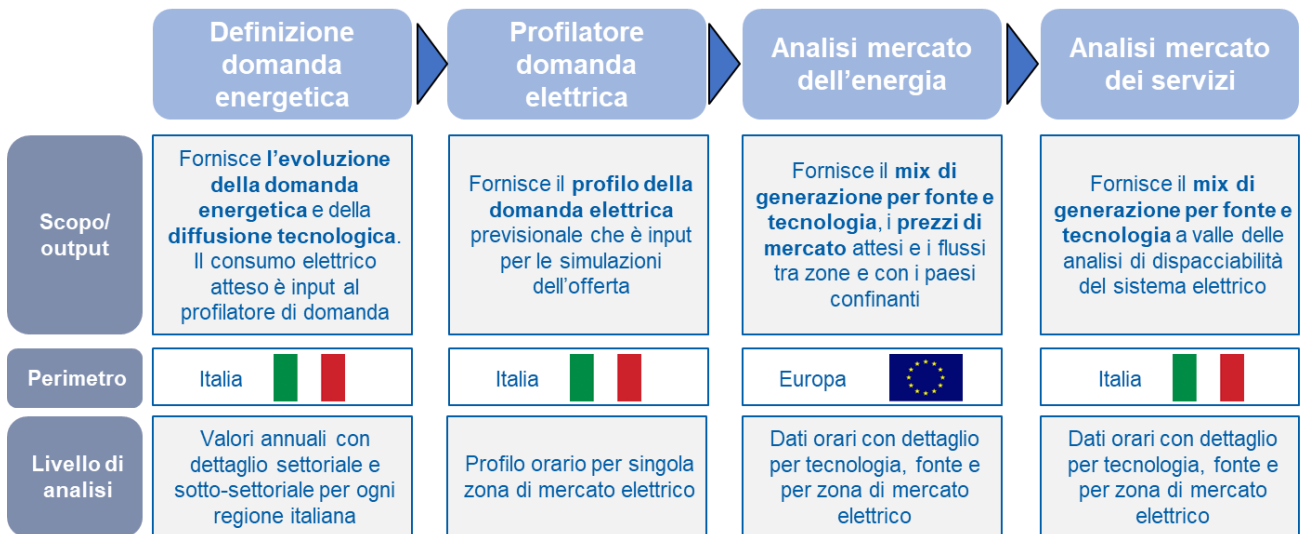 Definizione
domanda
energetica
Profilatore
domanda
elettrica
Analisi mercato
dell’energia
Analisi mercato
dei servizi
Scopo/
output
Fornisce l’evoluzione
della domanda
energetica e della
diffusione tecnologica.
Il consumo elettrico
atteso è input al
profilatore di domanda
Fornisce il profilo della
domanda elettrica
previsionale che è input
per le simulazioni
dell’offerta
Fornisce il mix di
generazione per fonte e
tecnologia, i prezzi di
mercato attesi e i flussi
tra zone e con i paesi
confinanti
Fornisce il mix di
generazione per fonte e
tecnologia a valle delle
analisi di dispacciabilità
del sistema elettrico
Perimetro
Italia
Italia
Europa
Italia
Livello di
analisi
Valori annuali con
dettaglio settoriale e
sotto-settoriale per ogni
regione italiana
Profilo orario per singola
zona di mercato elettrico
Dati orari con dettaglio
per tecnologia, fonte e
per zona di mercato
elettrico
Dati orari con dettaglio
per tecnologia, fonte e
per zona di mercato
elettrico